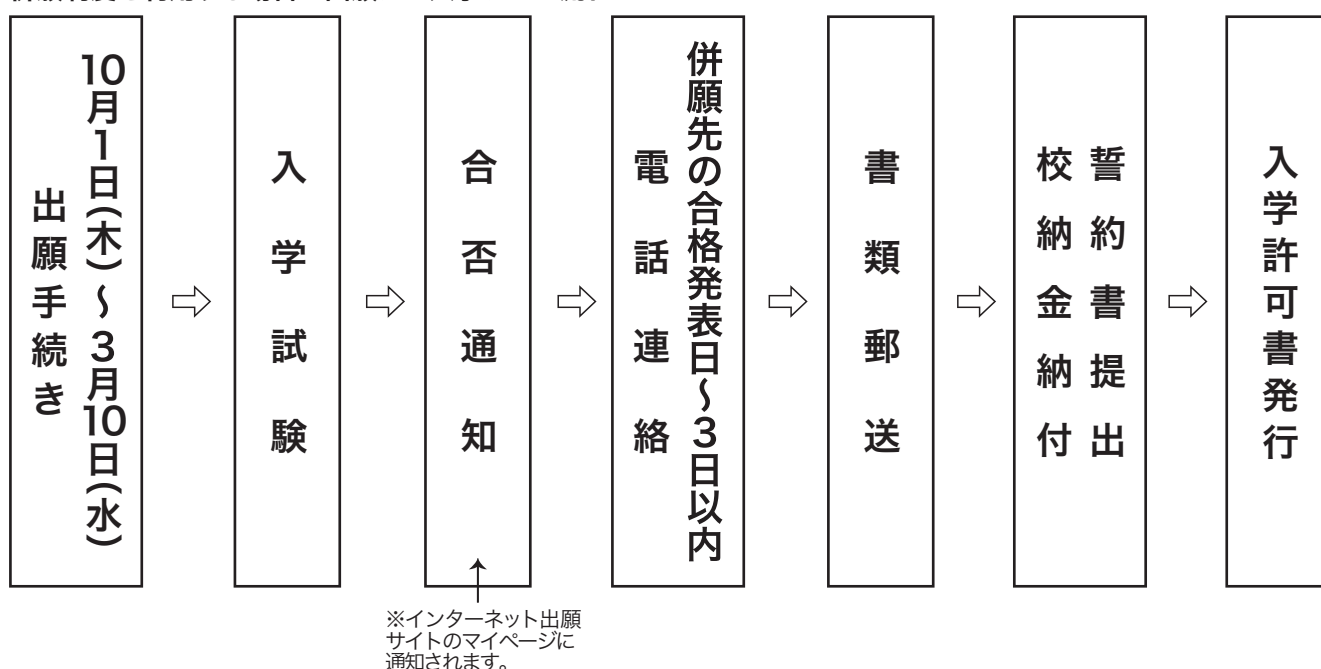 10月1日(木)〜3月10日(水)
出願手続き
入学試験
合否通知
併願先の合格発表日〜3日以内
電話連絡
書類郵送
誓約書提出
校納金納付
入学許可書発行
※インターネット出願
サイトのマイページに
通知されます。